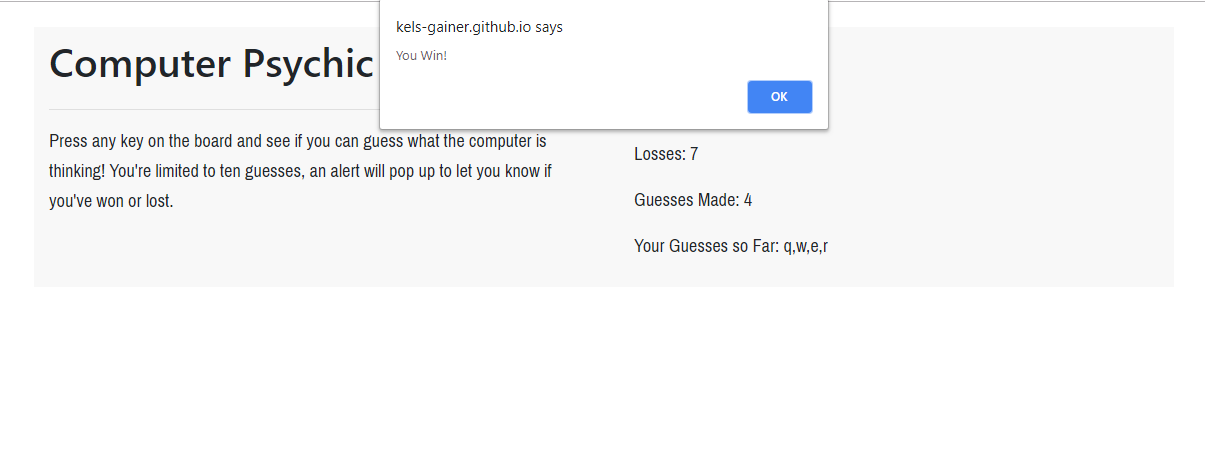 kels-gainer.github.io says
You Win!
OK
Computer Psychic
Press any key on the board and see if you can guess what the computer is
thinking! You're limited to ten guesses, an alert will pop up to let you know if
you've won or lost.
Losses: 7
Guesses Made: 4
Your Guesses so Far: q,w,e,r